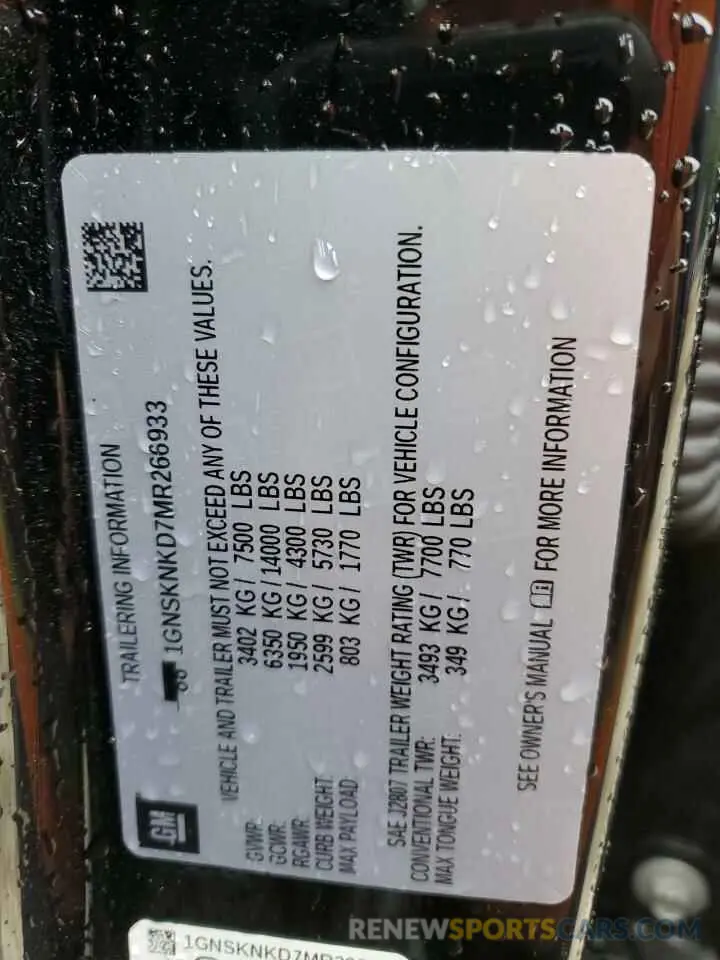 TRAILERING INFORMATION
1GNSKNKD7MR266933
GM
VEHICLE AND TRAILER MUST NOT EXCEED ANY OF THESE VALUES.
GVWR: 3402 KG/ 7500 LBS
GCWR: 6350 KG/ 14000 LBS
RGAWR: 1950 KG/ 4300 LBS
CURB WEIGHT: 2599 KG/ 5730 LBS
MAX PAYLOAD: 803 KG/ 1770 LBS
SAE J2807 TRAILER WEIGHT RATING (TWR) FOR VEHICLE CONFIGURATION.
CONVENTIONAL TWR: 3493 KG/ 7700 LBS
MAX TONGUE WEIGHT: 349 KG/ 770 LBS
SEE OWNER'S MANUAL FOR MORE INFORMATION
1GNSKNKD7MR
RENEWSPORTSCARS.COM